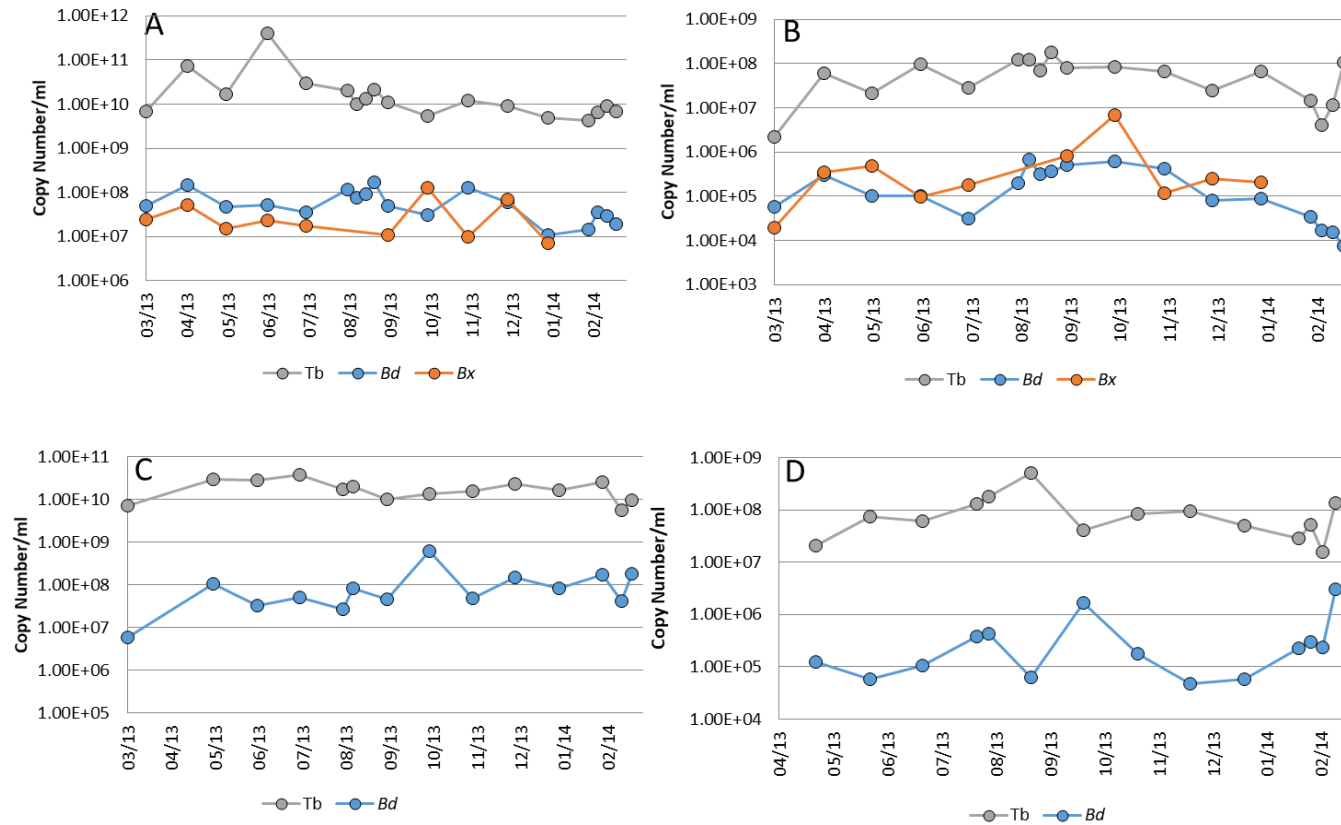 A
Copy Number/ml
1.00E+12
1.00E+11
1.00E+10
1.00E+09
1.00E+08
1.00E+07
1.00E+06
03/13
04/13
05/13
06/13
07/13
08/13
09/13
10/13
11/13
12/13
01/14
02/14
Tb Bd Bx
B
Copy Number/ml
1.00E+09
1.00E+08
1.00E+07
1.00E+06
1.00E+05
1.00E+04
1.00E+03
03/13
04/13
05/13
06/13
07/13
08/13
09/13
10/13
11/13
12/13
01/14
02/14
Tb Bd Bx
C
Copy Number/ml
1.00E+11
1.00E+10
1.00E+09
1.00E+08
1.00E+07
1.00E+06
1.00E+05
03/13
04/13
05/13
06/13
07/13
08/13
09/13
10/13
11/13
12/13
01/14
02/14
Tb Bd
D
Copy Number/ml
1.00E+09
1.00E+08
1.00E+07
1.00E+06
1.00E+05
1.00E+04
04/13
05/13
06/13
07/13
08/13
09/13
10/13
11/13
12/13
01/14
02/14
Tb Bd